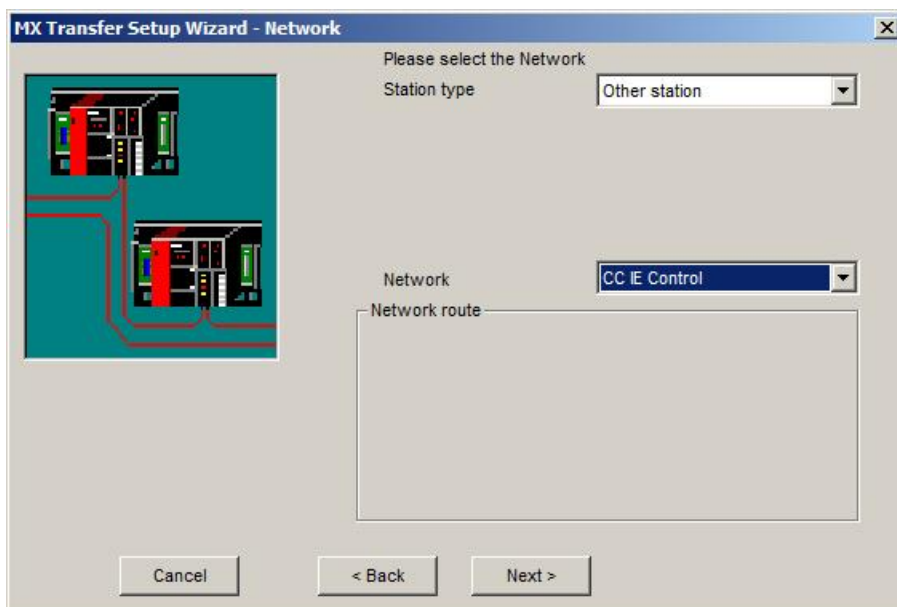 MX Transfer Setup Wizard - Network
Please select the Network
Station type
Other station
Network
CC IE Control
Network route
Cancel
< Back
Next >